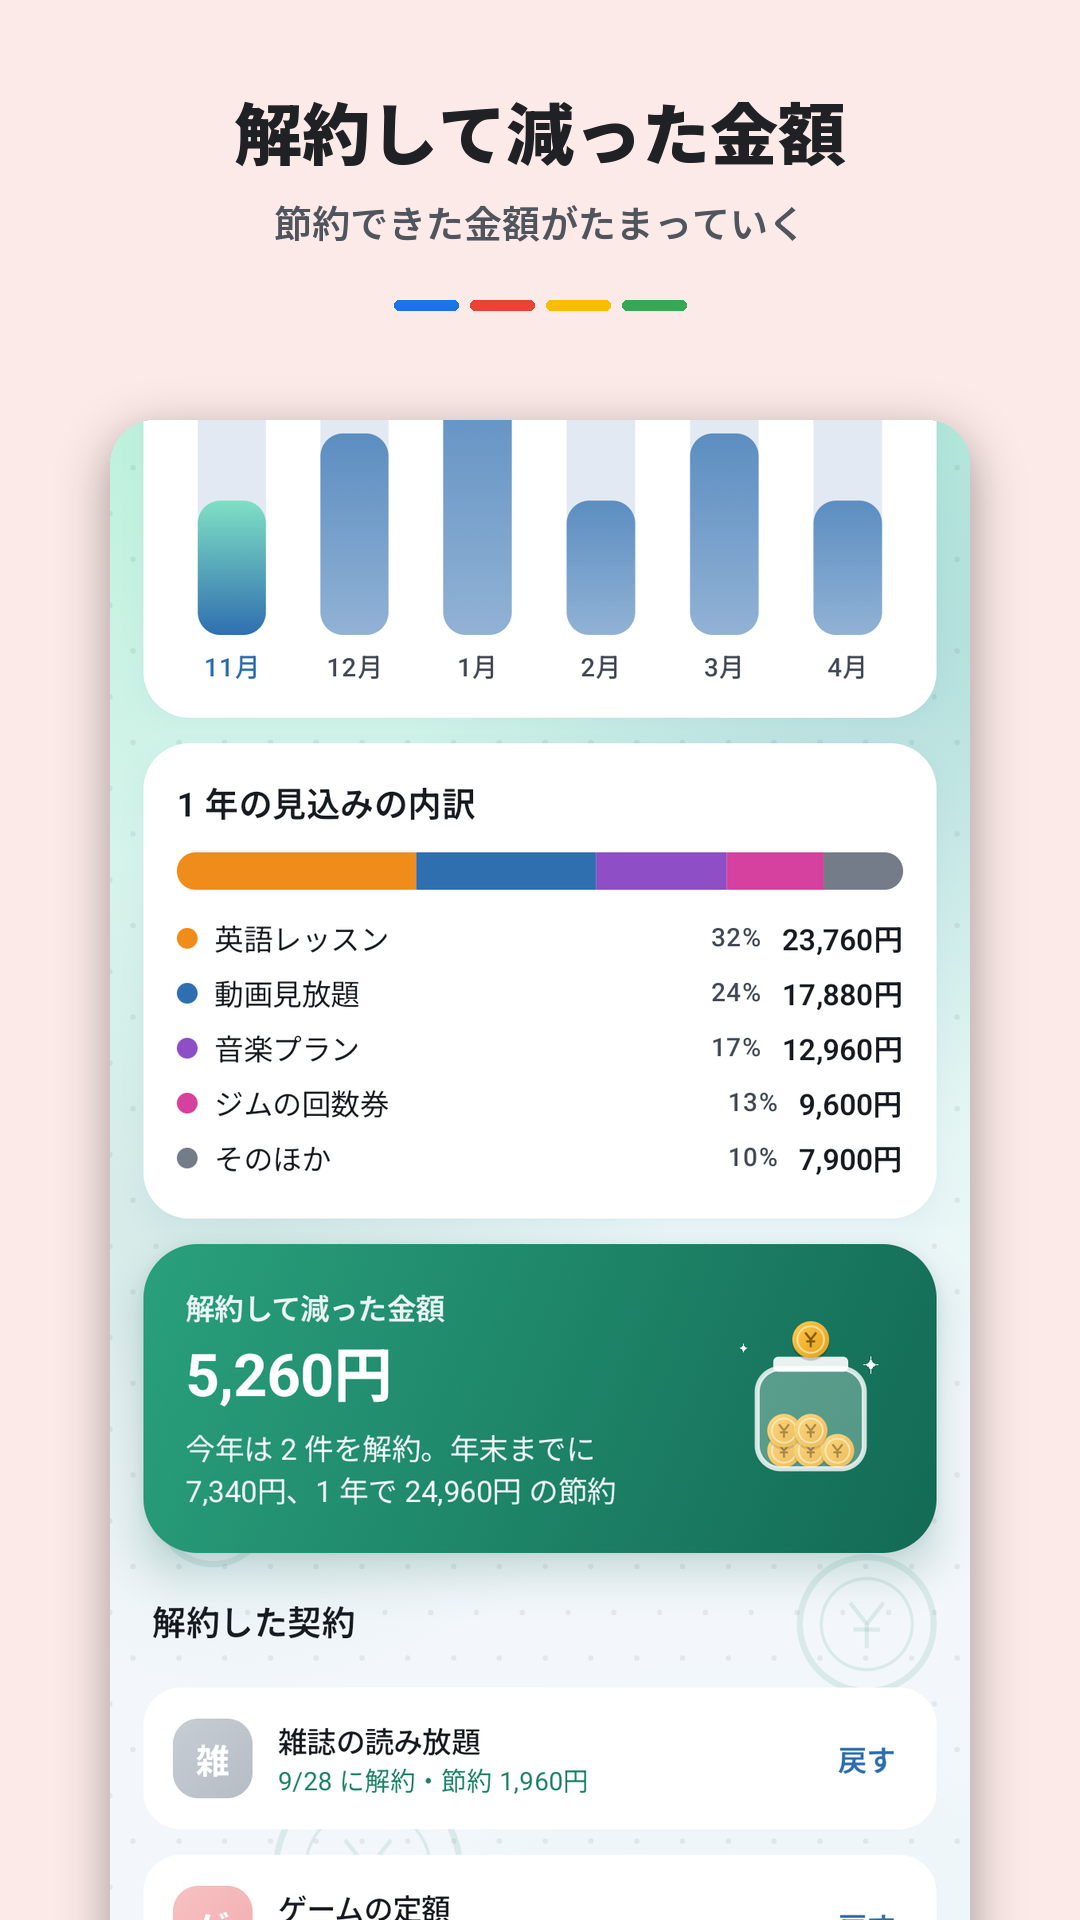 解約して減った金額
節約できた金額がたまっていく
11月 12月 1月 2月 3月 4月
1 年の見込みの内訳
英語レッスン 32% 23,760円
動画見放題 24% 17,880円
音楽プラン 17% 12,960円
ジムの回数券 13% 9,600円
そのほか 10% 7,900円
解約して減った金額
5,260円
今年は 2 件を解約。年末までに
7,340円、1 年で 24,960円 の節約
解約した契約
雑
雑誌の読み放題
9/28 に解約・節約 1,960円
戻す
ゲームの定額
戻す